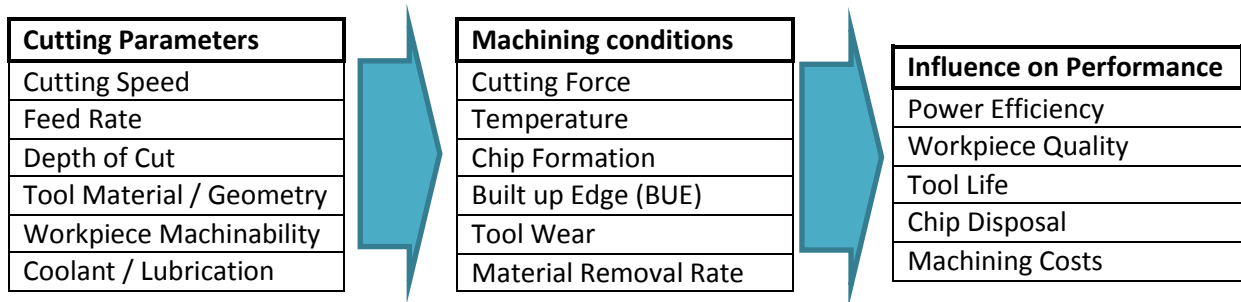 Cutting Parameters
Cutting Speed
Feed Rate
Depth of Cut
Tool Material / Geometry
Workpiece Machinability
Coolant / Lubrication
Machining conditions
Cutting Force
Temperature
Chip Formation
Built up Edge (BUE)
Tool Wear
Material Removal Rate
Influence on Performance
Power Efficiency
Workpiece Quality
Tool Life
Chip Disposal
Machining Costs